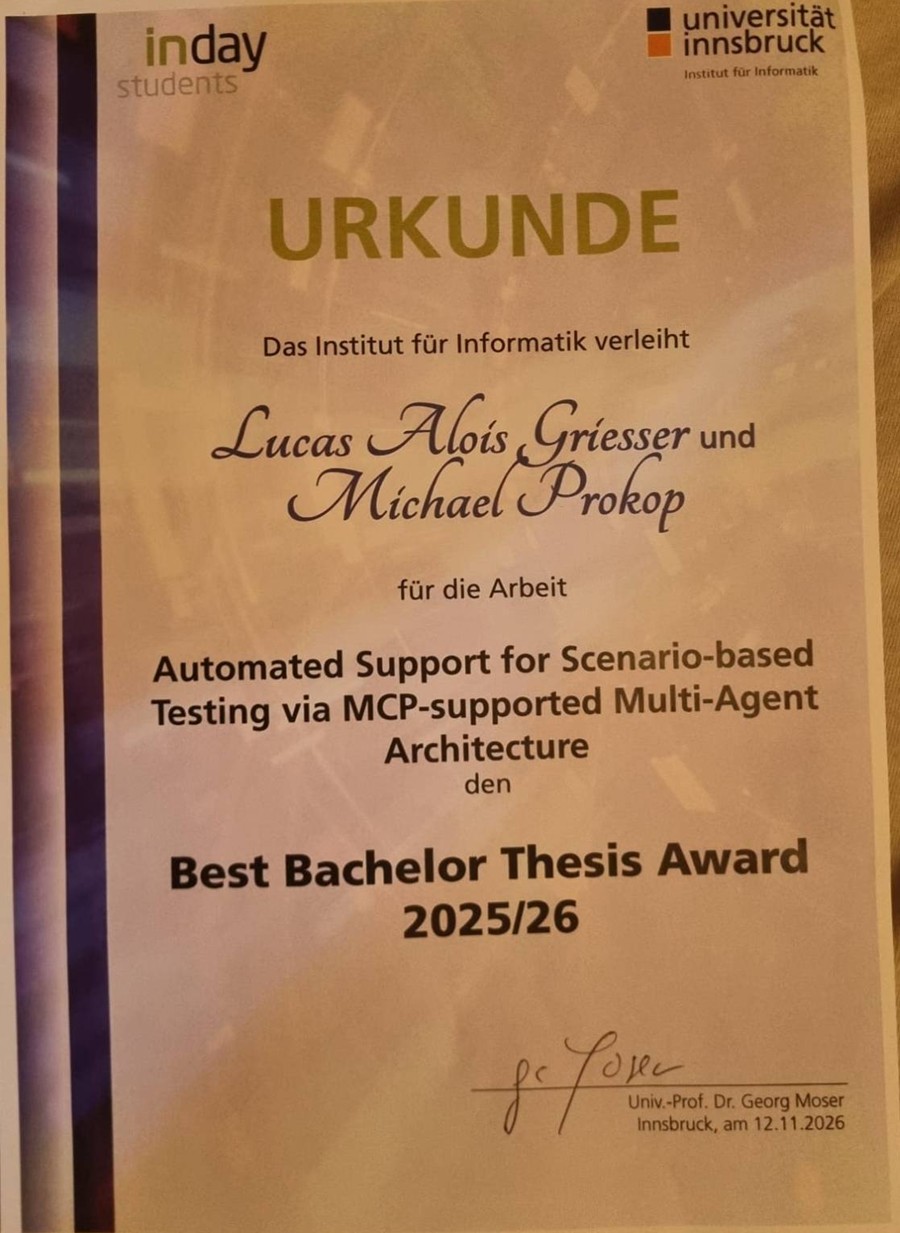 inday
students
universität
innsbruck
Institut für Informatik
URKUNDE
Das Institut für Informatik verleiht
Lucas Alois Griesser und
Michael Prokop
für die Arbeit
Automated Support for Scenario-based
Testing via MCP-supported Multi-Agent
Architecture
den
Best Bachelor Thesis Award
2025/26
Univ.-Prof. Dr. Georg Moser
Innsbruck, am 12.11.2026